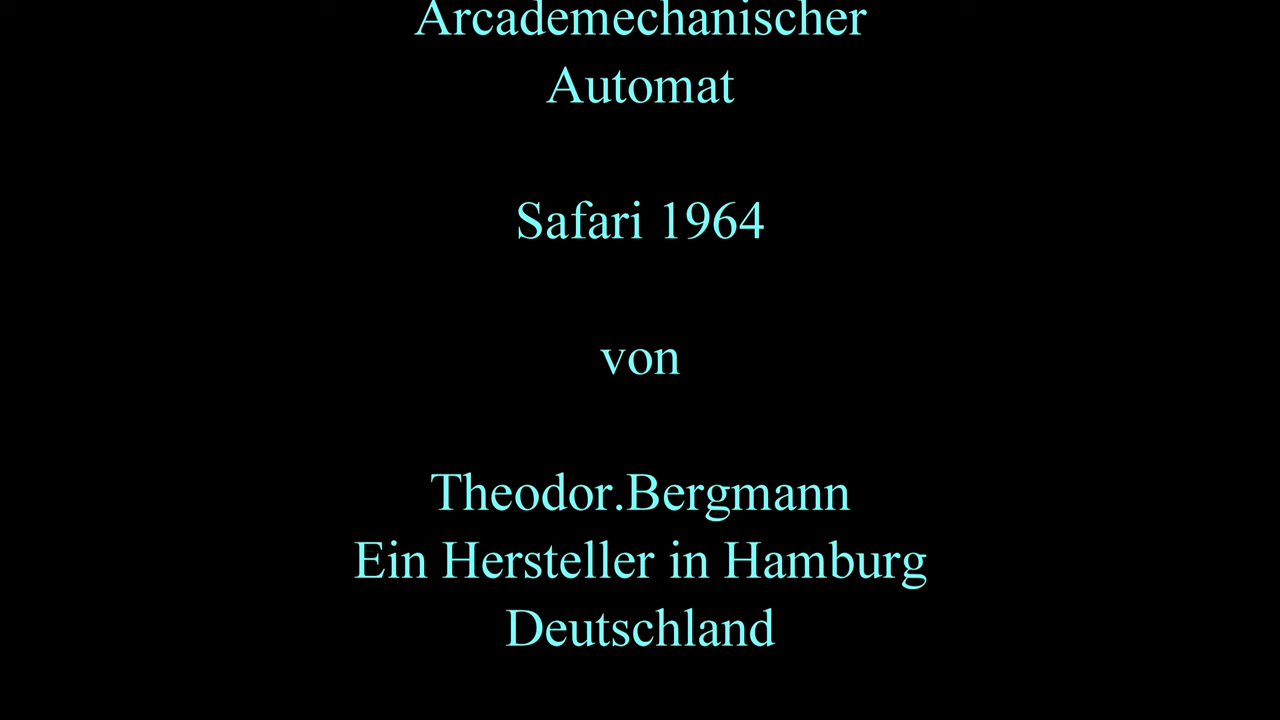 Arcademechanischer
Automat
Safari 1964
von
Theodor.Bergmann
Ein Hersteller in Hamburg
Deutschland